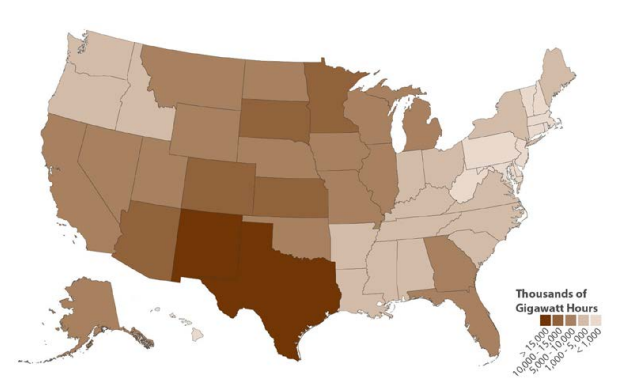 Thousands of
Gigawatt Hours
> 15,000
10,000 - 15,000
5,000 - 10,000
1,000 - 5,000
< 1,000